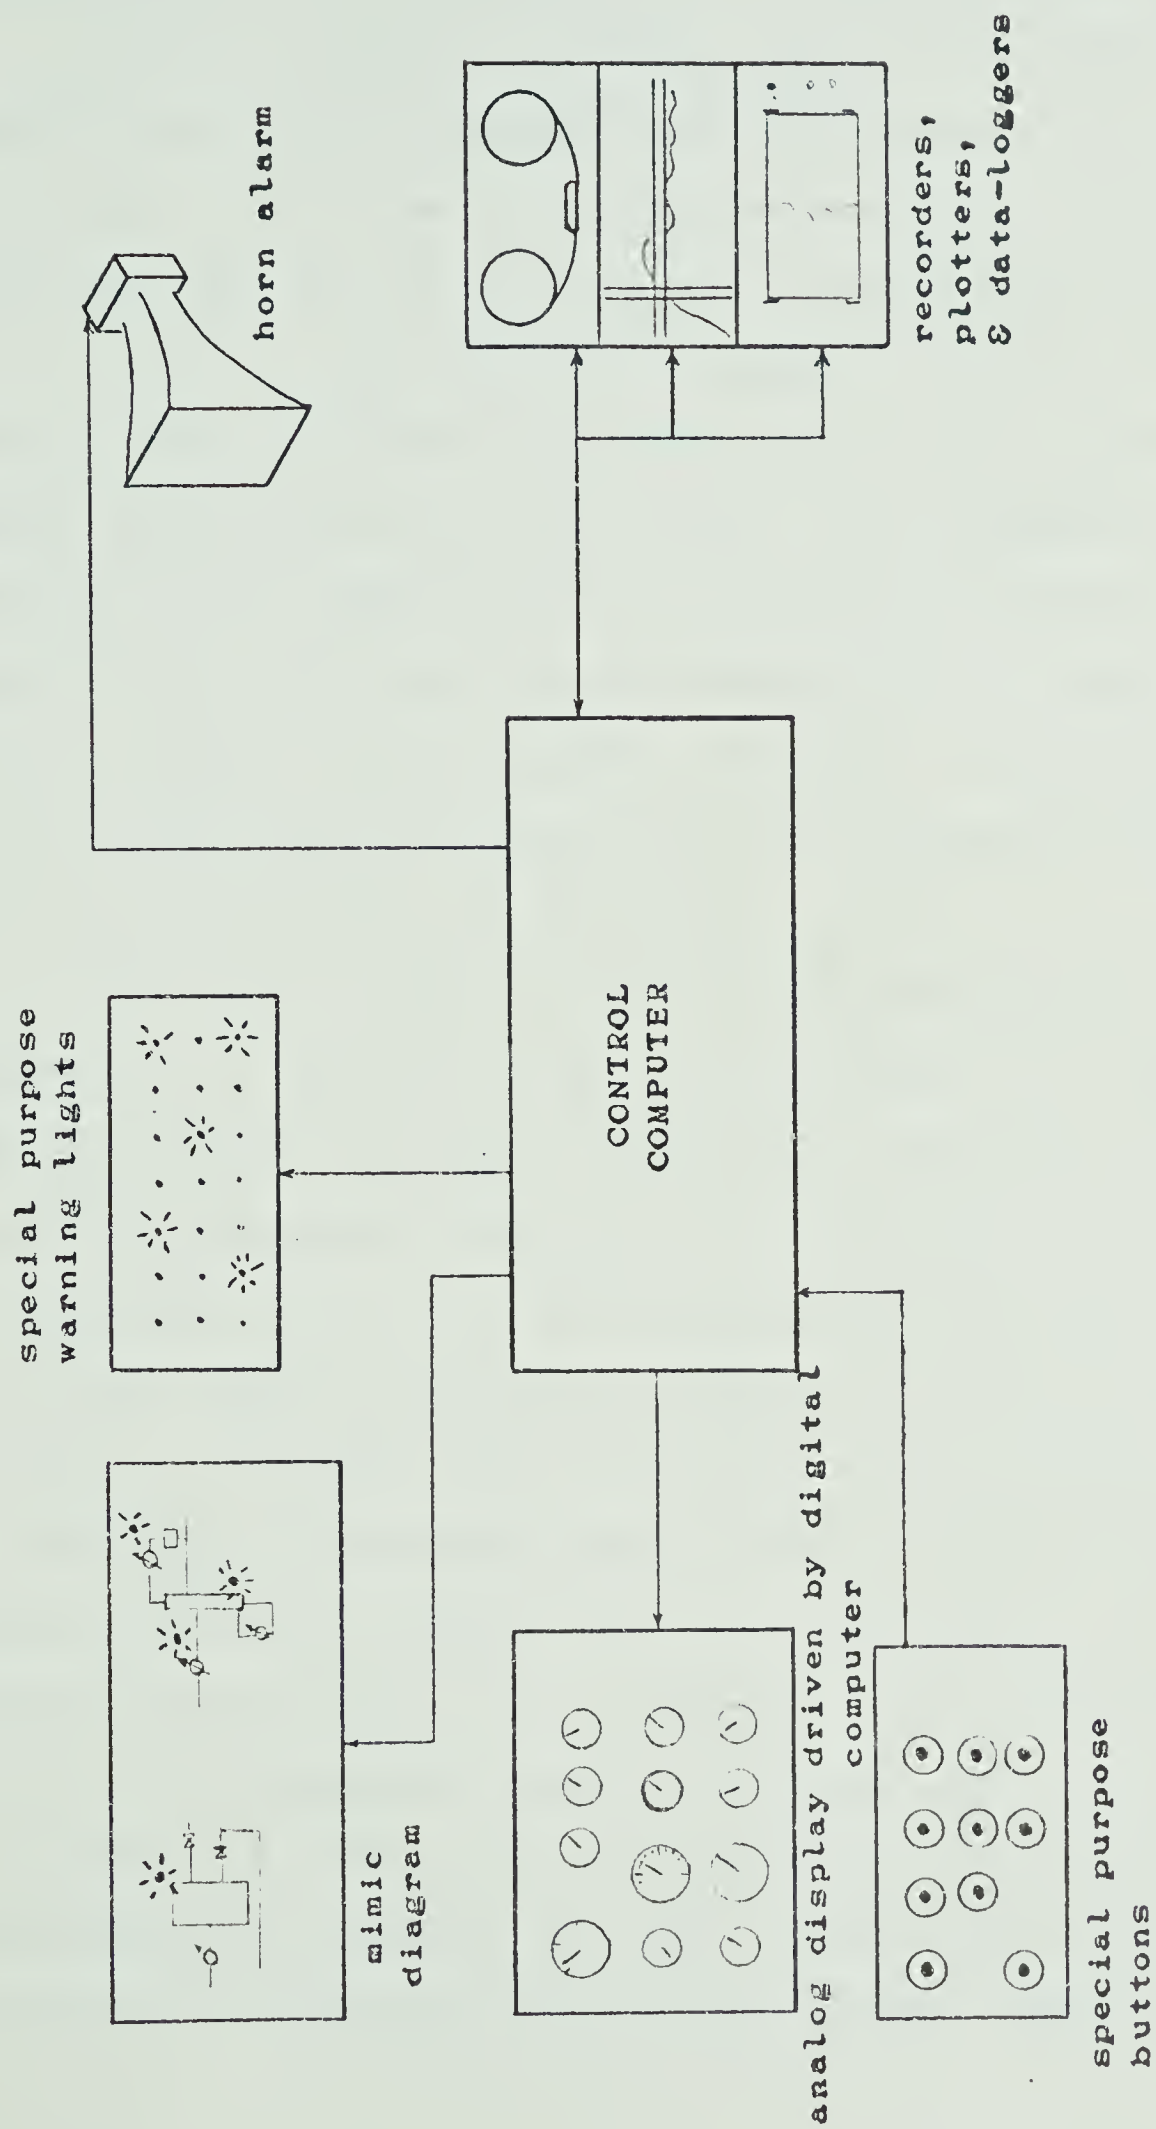 special purpose
warning lights
horn alarm
mimic
diagram
CONTROL
COMPUTER
recorders,
plotters,
& data-loggers
analog display driven by digital
computer
special purpose
buttons